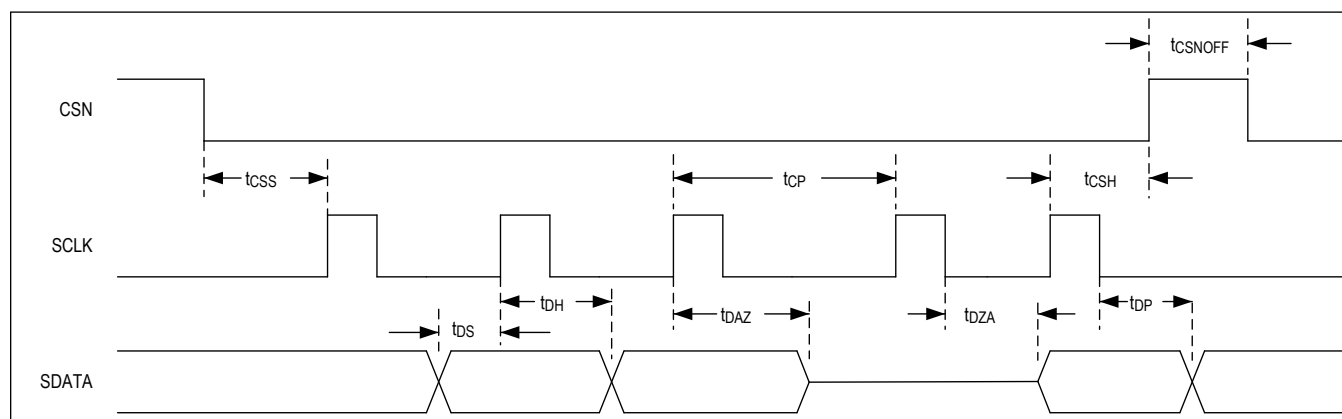 tCSNOFF
CSN
tCSS
tCP
tCSH
SCLK
tDH
tDP
tDS
tDAZ
tDZA
SDATA